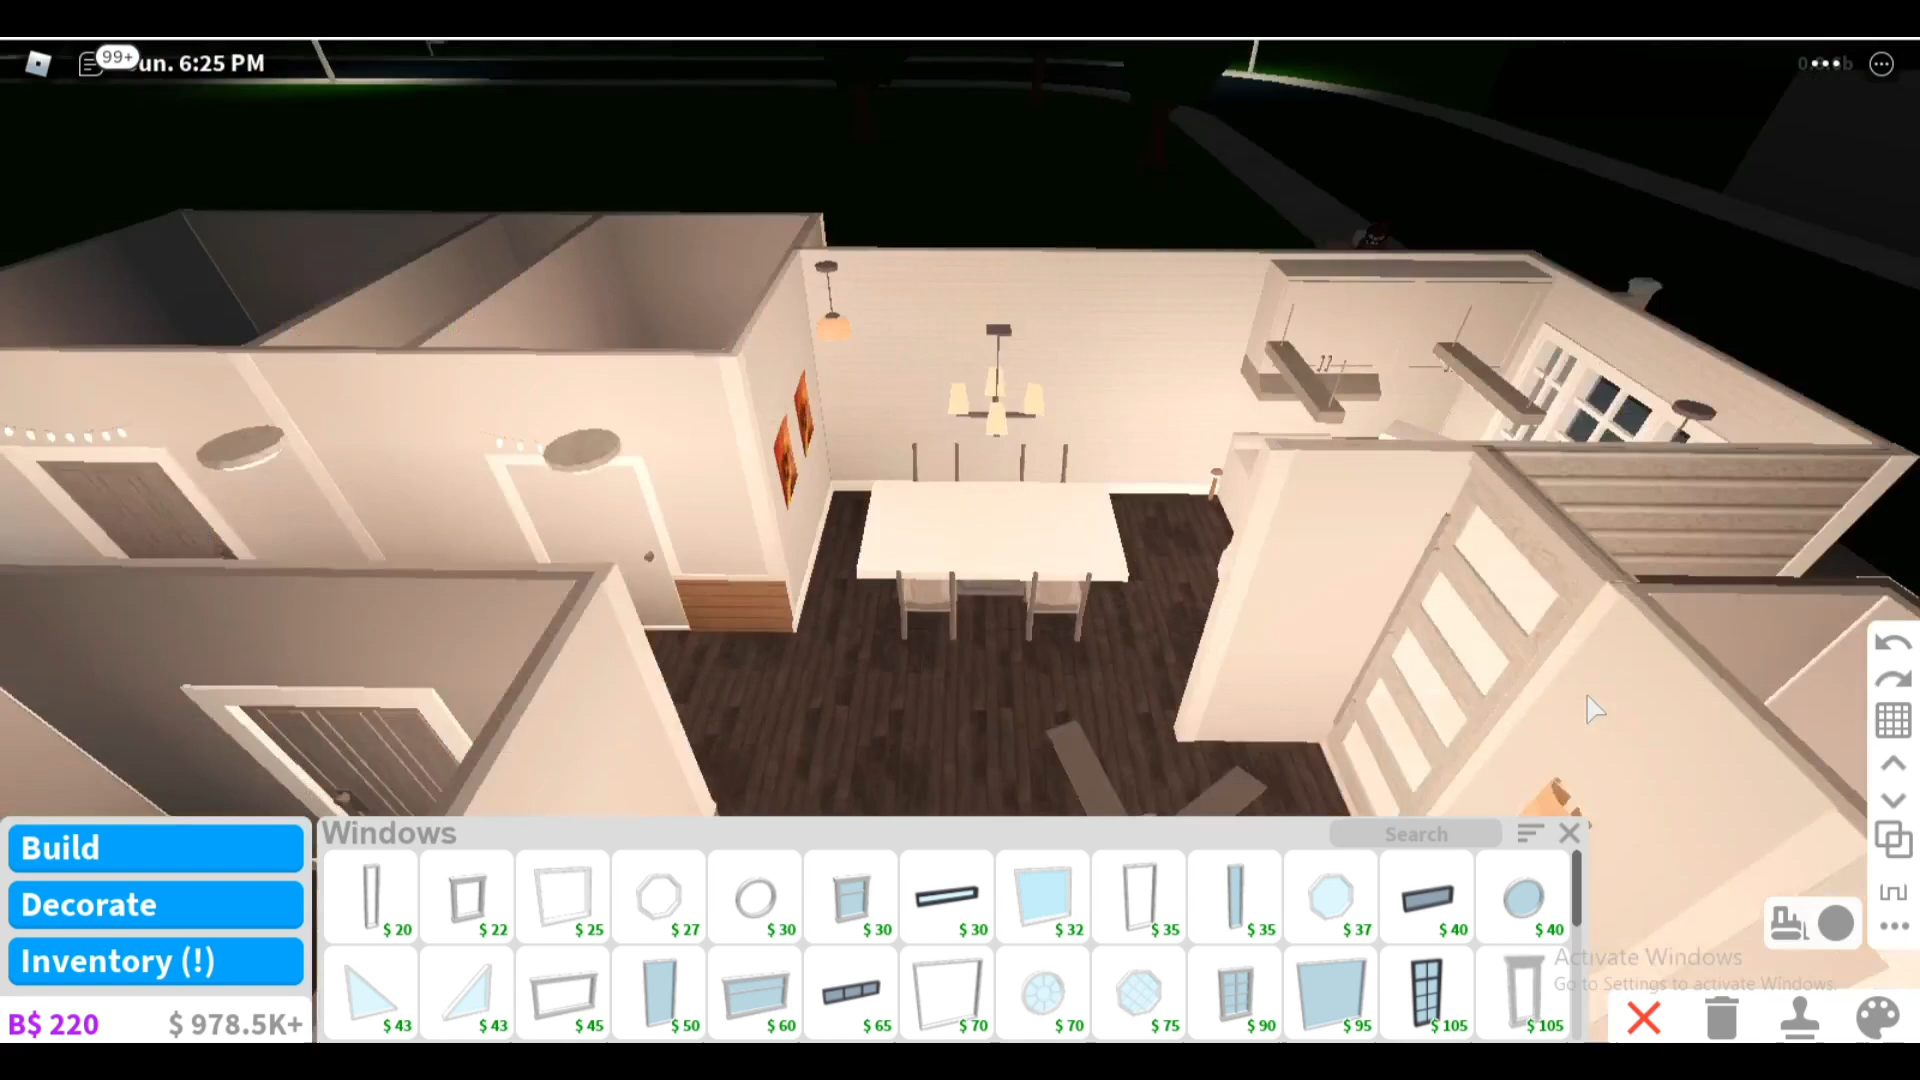 99+
un. 6:25 PM
Build
Decorate
Inventory (!)
B$ 220
$ 978.5K+
Windows
Search
$ 20
$ 22
$ 25
$ 27
$ 30
$ 30
$ 30
$ 32
$ 35
$ 35
$ 37
$ 40
$ 40
$ 43
$ 43
$ 45
$ 50
$ 60
$ 65
$ 70
$ 70
$ 75
$ 90
$ 95
$ 105
$ 105
Activate Windows
Go to Settings to activate Windows.